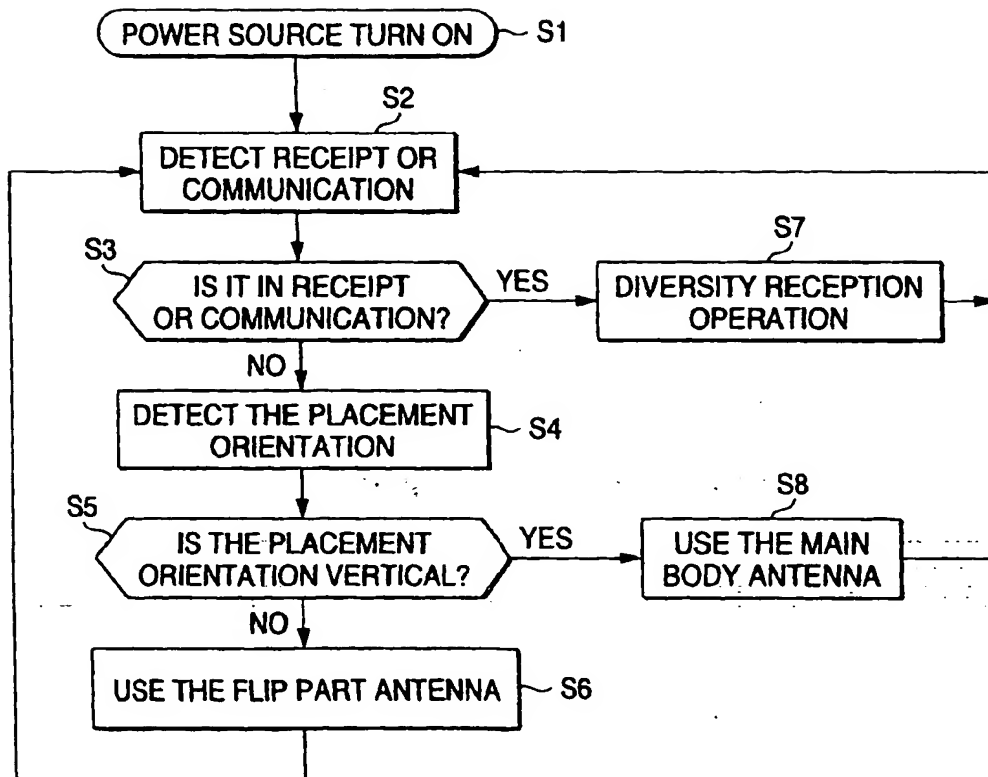 POWER SOURCE TURN ON
S1
S2
DETECT RECEIPT OR
COMMUNICATION
S3
IS IT IN RECEIPT
OR COMMUNICATION?
YES
S7
DIVERSITY RECEPTION
OPERATION
NO
DETECT THE PLACEMENT
ORIENTATION
S4
S5
IS THE PLACEMENT
ORIENTATION VERTICAL?
YES
S8
USE THE MAIN
BODY ANTENNA
NO
USE THE FLIP PART ANTENNA
S6